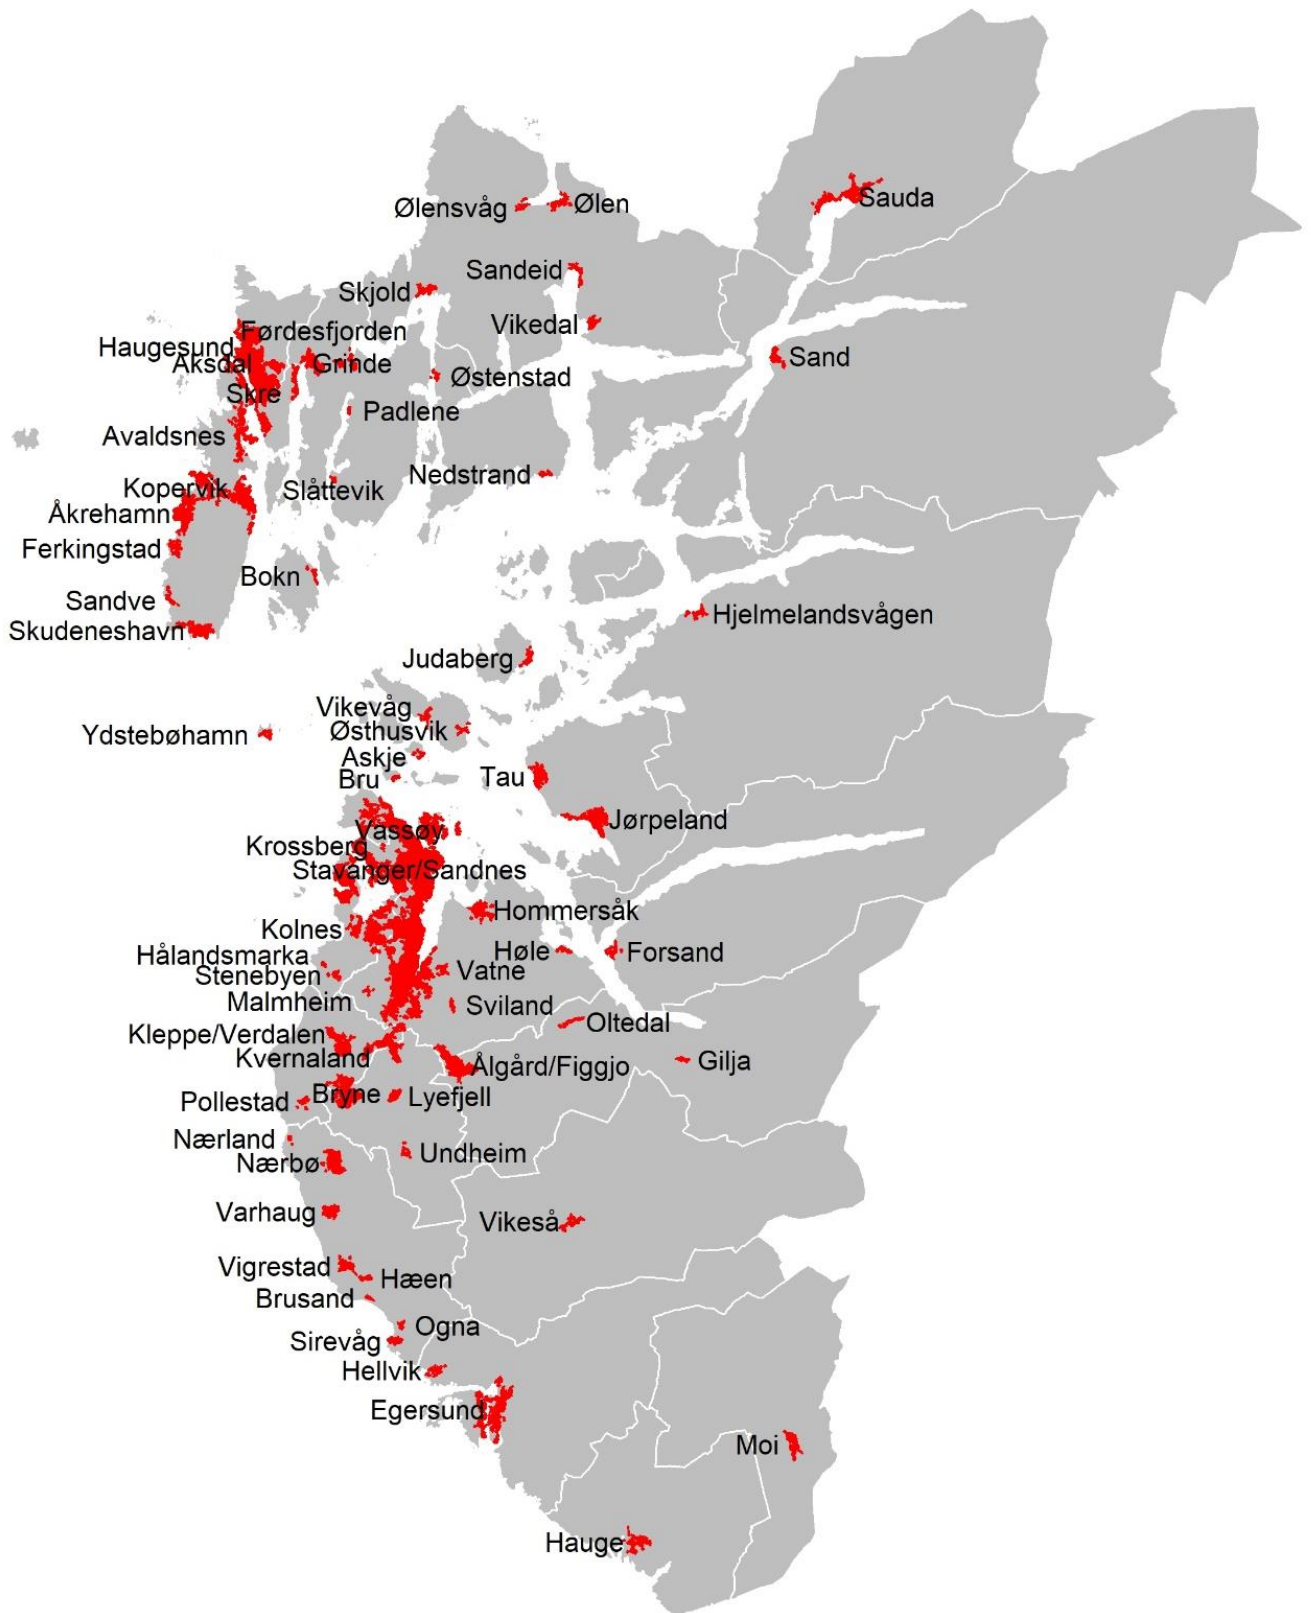 Sauda
Ølensvåg
Ølen
Sandeid
Skjold
Vikedal
Førdesfjorden
Haugesund
Aksdal
Grinde
Sand
Østenstad
Skre
Padlene
Avaldsnes
Nedstrand
Kopervik
Slåttevik
Åkrehamn
Ferkingstad
Bokn
Sandve
Hjelmelandsvågen
Skudeneshavn
Judaberg
Vikevåg
Østhusvik
Ydstebøhamn
Askje
Bru
Tau
Jørpeland
Vassøy
Krossberg
Stavanger/Sandnes
Hommersåk
Kolnes
Høle
Forsand
Hålandsmarka
Stenebyen
Vatne
Malmheim
Sviland
Oltedal
Kleppe/Verdalen
Kvernaland
Gilja
Ålgård/Figgjo
Bryne
Lyefjell
Pollestad
Nærland
Undheim
Nærbø
Varhaug
Vikeså
Vigrestad
Hæen
Brusand
Ogna
Sirevåg
Hellvik
Egersund
Moi
Hauge